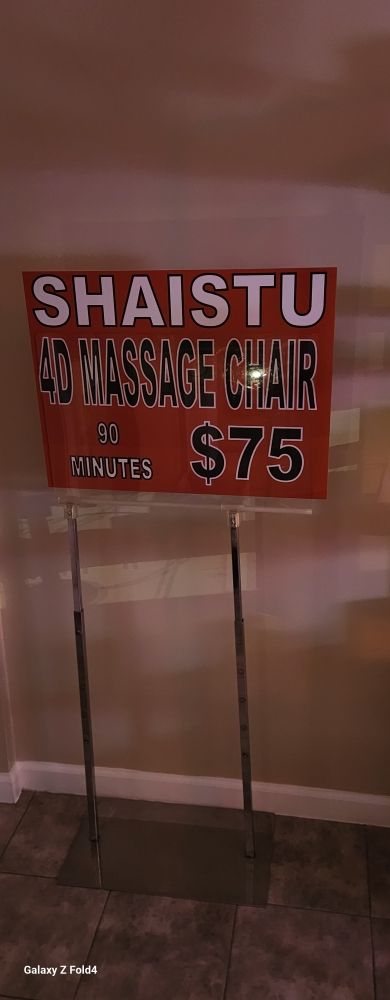 SHAISTU
4D MASSAGE CHAIR
90
MINUTES
$75
Galaxy Z Fold4